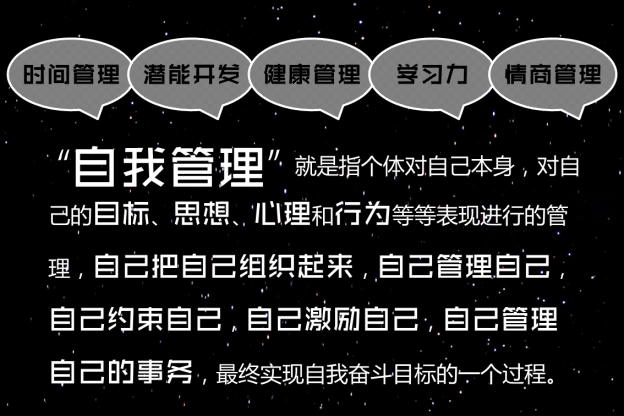 时间管理 潜能开发 健康管理 学习力 情商管理
“自我管理”就是指个体对自己本身，对自
己的目标、思想、心理和行为等等表现进行的管
理，自己把自己组织起来，自己管理自己，
自己约束自己，自己激励自己，自己管理
自己的事务，最终实现自我奋斗目标的一个过程。